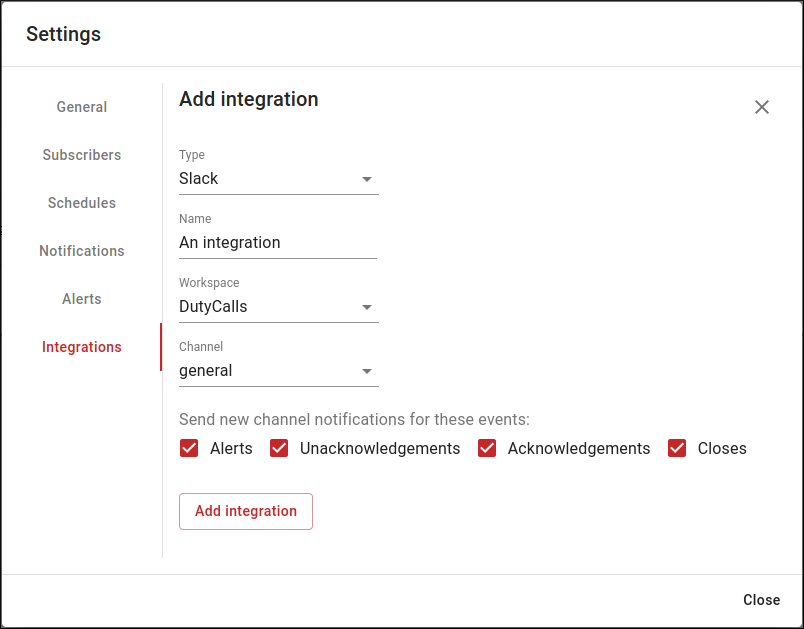 Settings
General
Subscribers
Schedules
Notifications
Alerts
Integrations
Add integration
Type
Slack
Name
An integration
Workspace
DutyCalls
Channel
general
Send new channel notifications for these events:
Alerts Unacknowledgements Acknowledgements Closes
Add integration
Close